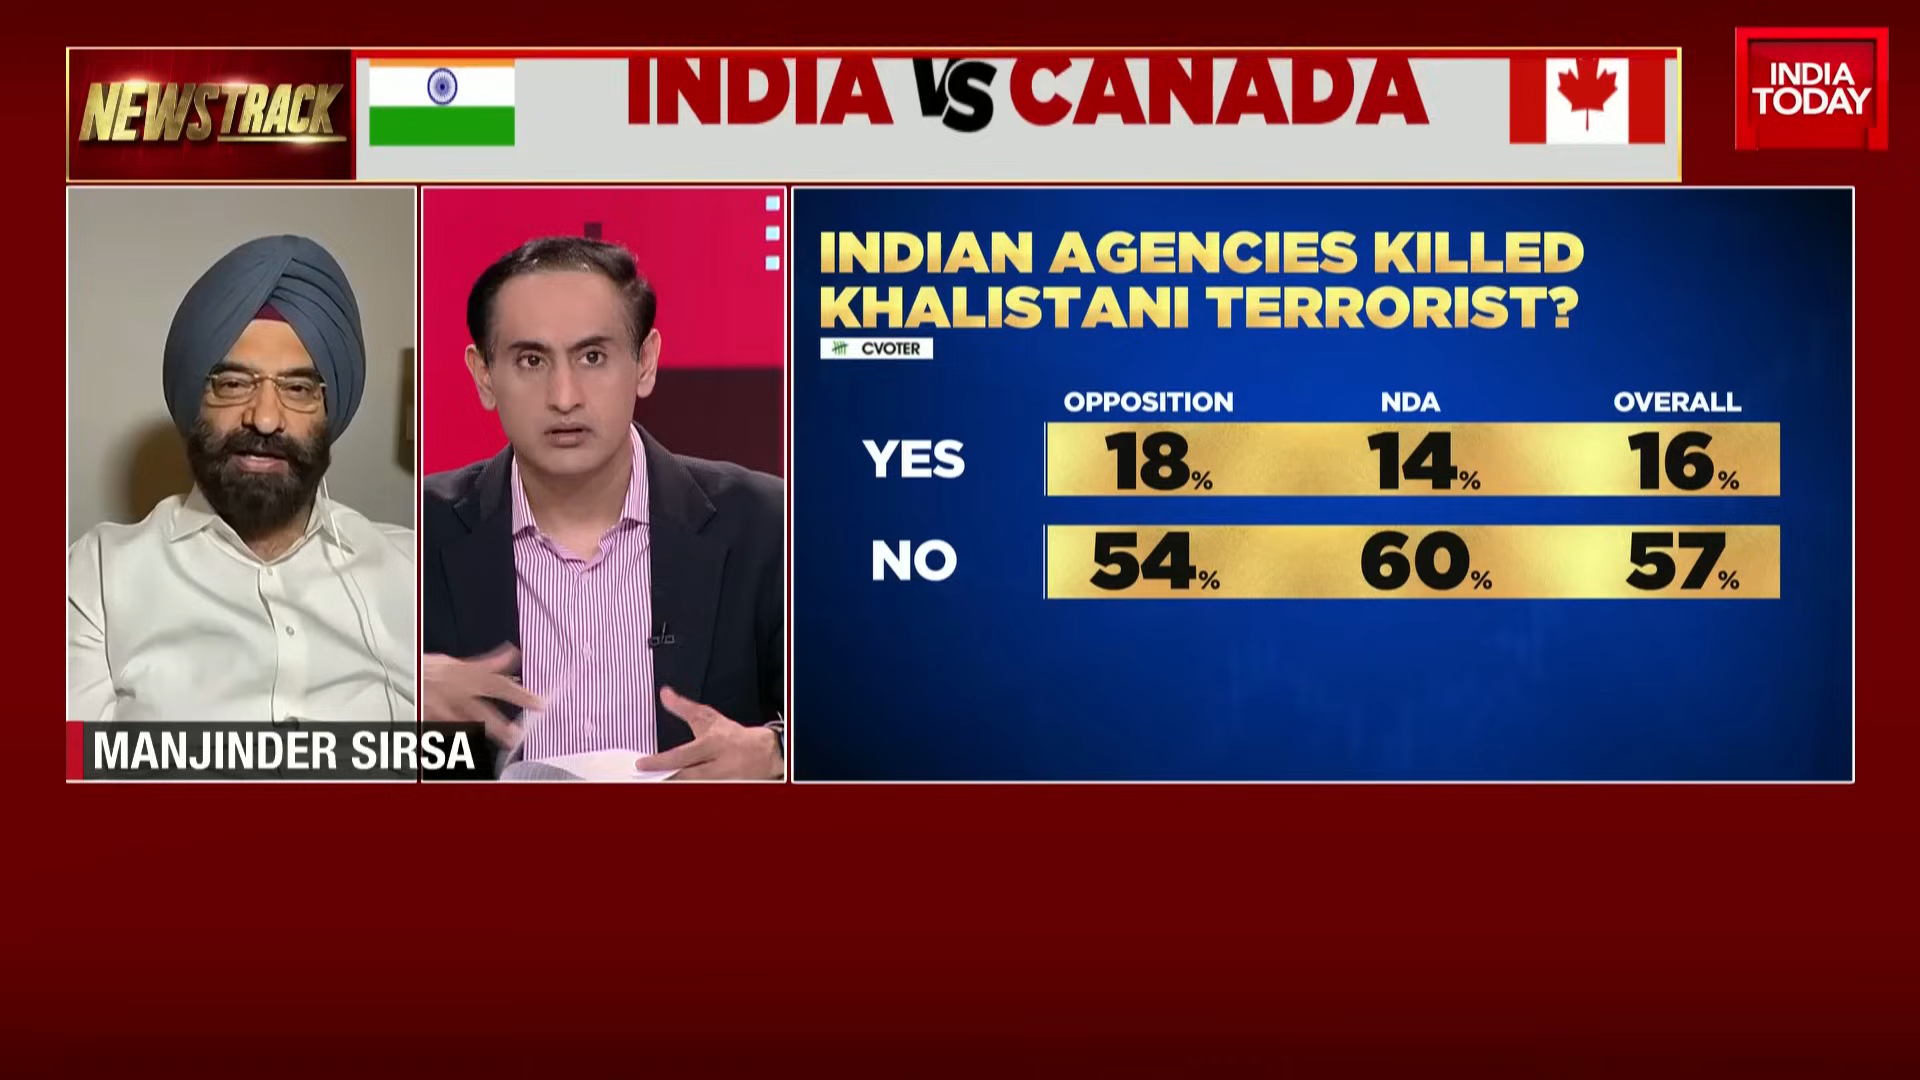 NEWSTRACK
INDIA VS CANADA
INDIA
TODAY
INDIAN AGENCIES KILLED
KHALISTANI TERRORIST?
CVOTER
OPPOSITION NDA OVERALL
YES 18% 14% 16%
NO 54% 60% 57%
MANJINDER SIRSA